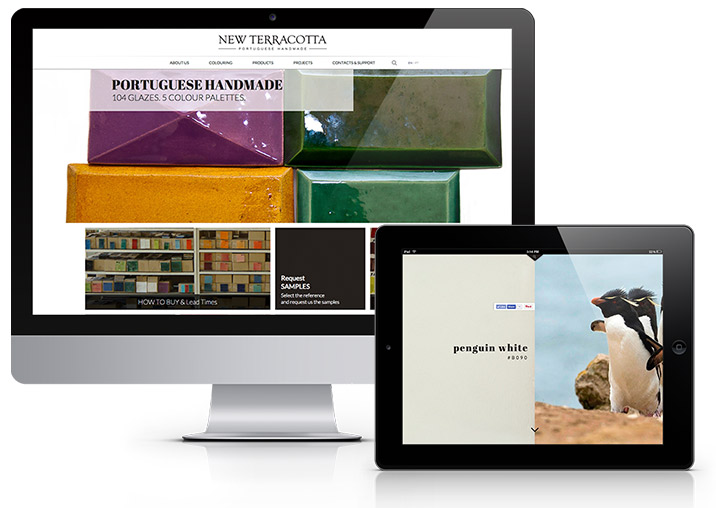 NEW TERRACOTTA
PORTUGUESE HANDMADE
ABOUT US COLOURING PRODUCTS PROJECTS CONTACTS & SUPPORT
PORTUGUESE HANDMADE
104 GLAZES. 5 COLOUR PALETTES.
HOW TO BUY & Lead Times
Request
SAMPLES
Select the reference
and request us the samples
iPad
penguin white
#B090